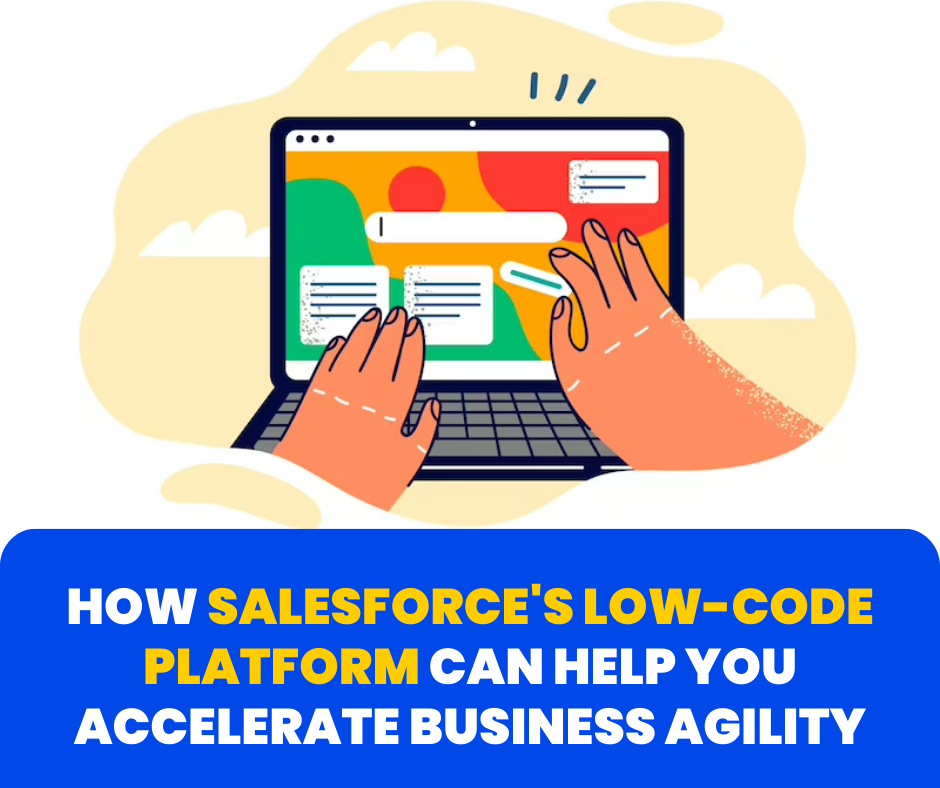 HOW SALESFORCE'S LOW-CODE
PLATFORM CAN HELP YOU
ACCELERATE BUSINESS AGILITY